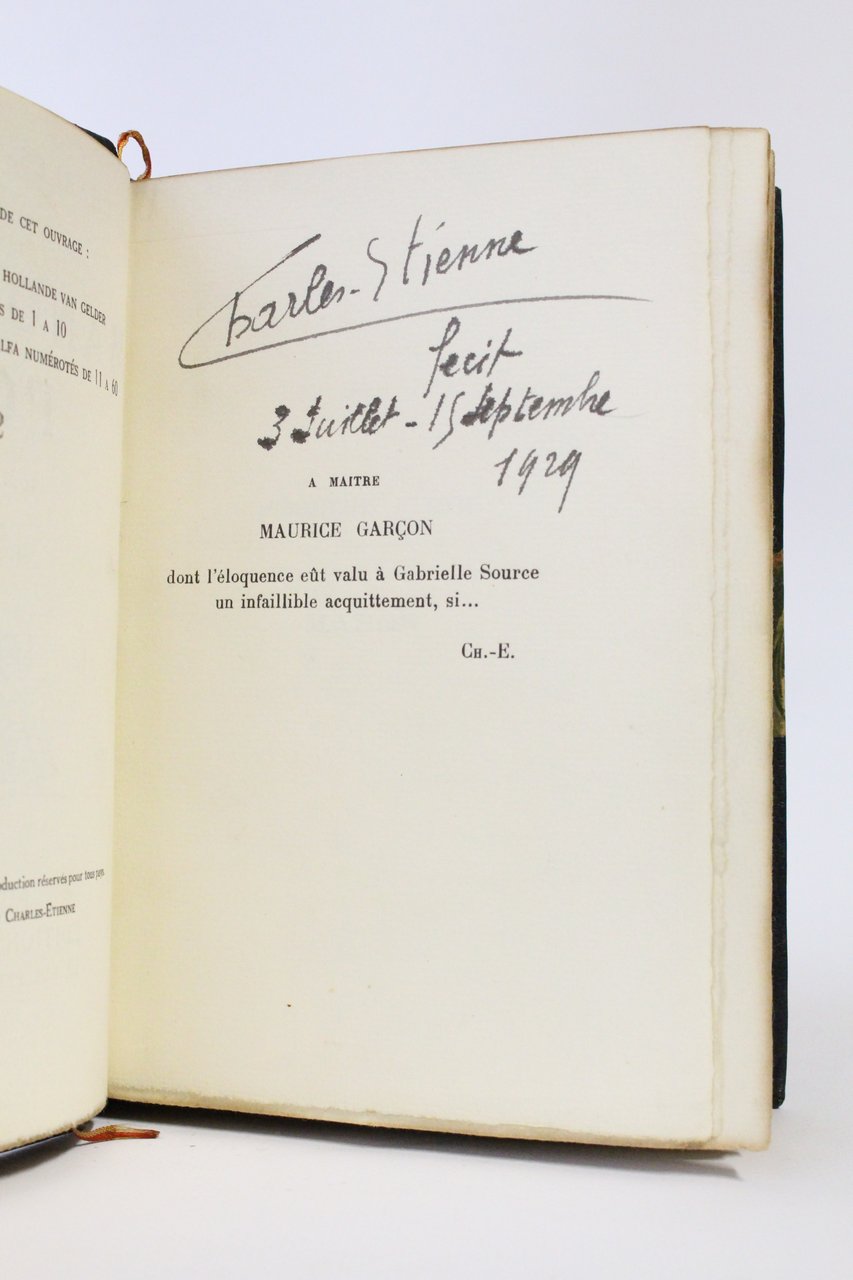 DE CET OUVRAGE :
HOLLANDE VAN GELDER
S DE 1 A 10
LFA NUMÉROTÉS DE 11 A 60
oduction réservés pour tous pays.
CHARLES-ETIENNE
Charles-Etienne
fecit
3 Juillet - 15 Septembre
1929
A MAITRE
MAURICE GARÇON
dont l'éloquence eût valu à Gabrielle Source
un infaillible acquittement, si...
CH.-E.